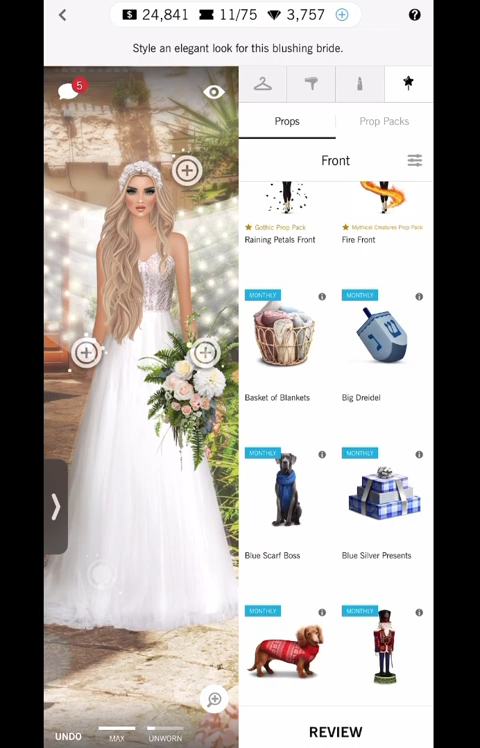 24,841 11/75 3,757
Style an elegant look for this blushing bride.
5
Props Prop Packs
Front
Gothic Prop Pack Mythical Creatures Prop Pack
Raining Petals Front Fire Front
MONTHLY MONTHLY
Basket of Blankets Big Dreidel
MONTHLY MONTHLY
Blue Scarf Boss Blue Silver Presents
MONTHLY MONTHLY
UNDO MAX UNWORN REVIEW